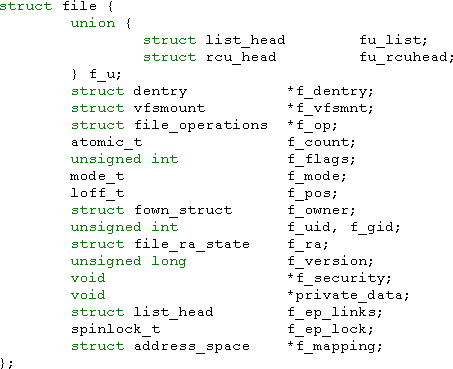 struct file {
union {
struct list_head fu_list;
struct rcu_head fu_rcuhead;
} f_u;
struct dentry *f_dentry;
struct vfsmount *f_vfsmnt;
struct file_operations *f_op;
atomic_t f_count;
unsigned int f_flags;
mode_t f_mode;
loff_t f_pos;
struct fown_struct f_owner;
unsigned int f_uid, f_gid;
struct file_ra_state f_ra;
unsigned long f_version;
void *f_security;
void *private_data;
struct list_head f_ep_links;
spinlock_t f_ep_lock;
struct address_space *f_mapping;
};